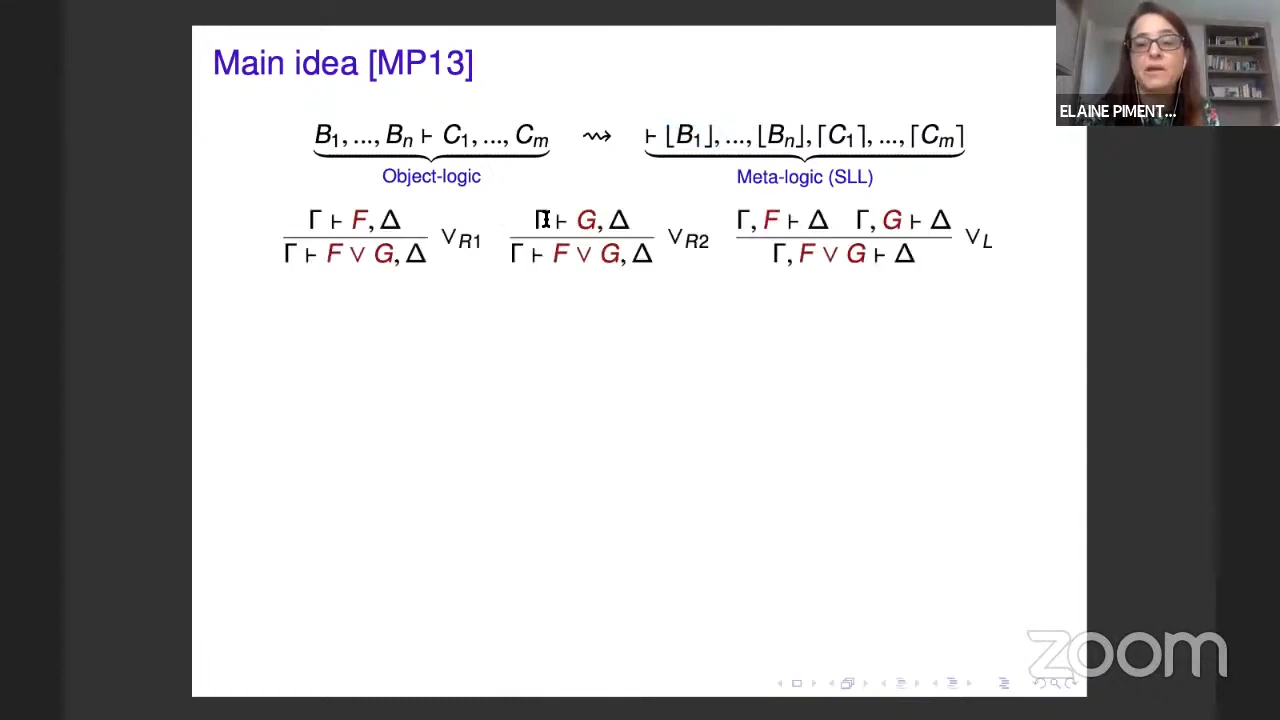 Main idea [MP13]
ELAINE PIMENT...
B1, ..., Bn ⊢ C1, ..., Cm ⇝ ⊢ ⌊B1⌋, ..., ⌊Bn⌋, ⌈C1⌉, ..., ⌈Cm⌉
Object-logic Meta-logic (SLL)
Γ ⊢ F, Δ Γ ⊢ G, Δ Γ, F ⊢ Δ Γ, G ⊢ Δ
∨R1 ∨R2 ∨L
Γ ⊢ F ∨ G, Δ Γ ⊢ F ∨ G, Δ Γ, F ∨ G ⊢ Δ
zoom